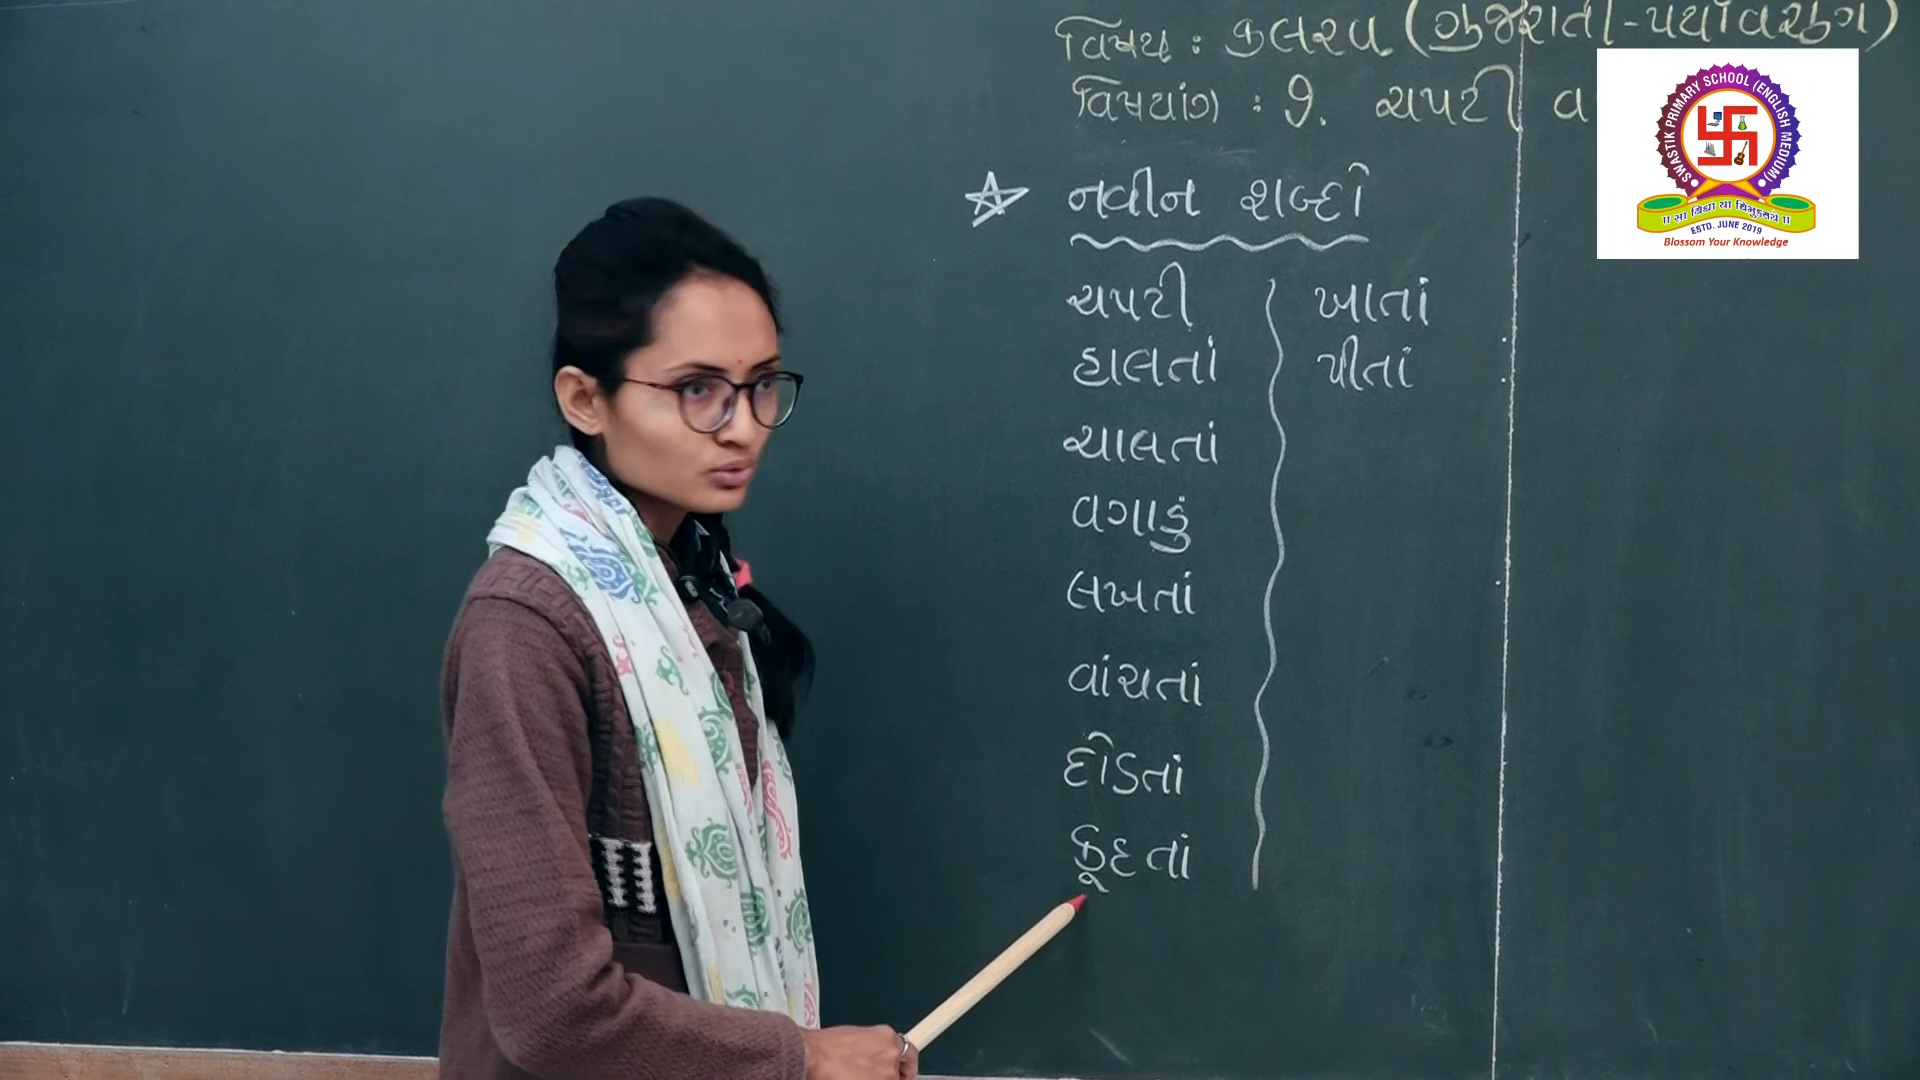 વિષય : કલરવ (ગુજરાતી-પર્યાવરણ)
વિષયાંગ : 9. ચપટી વ
નવીન શબ્દો
ચપટી
હાલતાં
ચાલતાં
વગાડું
લખતાં
વાંચતાં
દોડતાં
કૂદતાં
ખાતાં
પીતાં
SWASTIK PRIMARY SCHOOL (ENGLISH MEDIUM)
।। સા વિદ્યા યા વિમુક્તયે ।।
ESTD. JUNE 2019
Blossom Your Knowledge